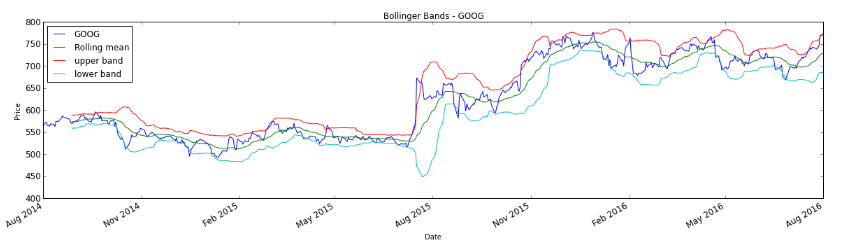 Bollinger Bands - GOOG
GOOG
Rolling mean
upper band
lower band
Price
800
750
700
650
600
550
500
450
400
Aug 2014
Nov 2014
Feb 2015
May 2015
Aug 2015
Nov 2015
Feb 2016
May 2016
Aug 2016
Date